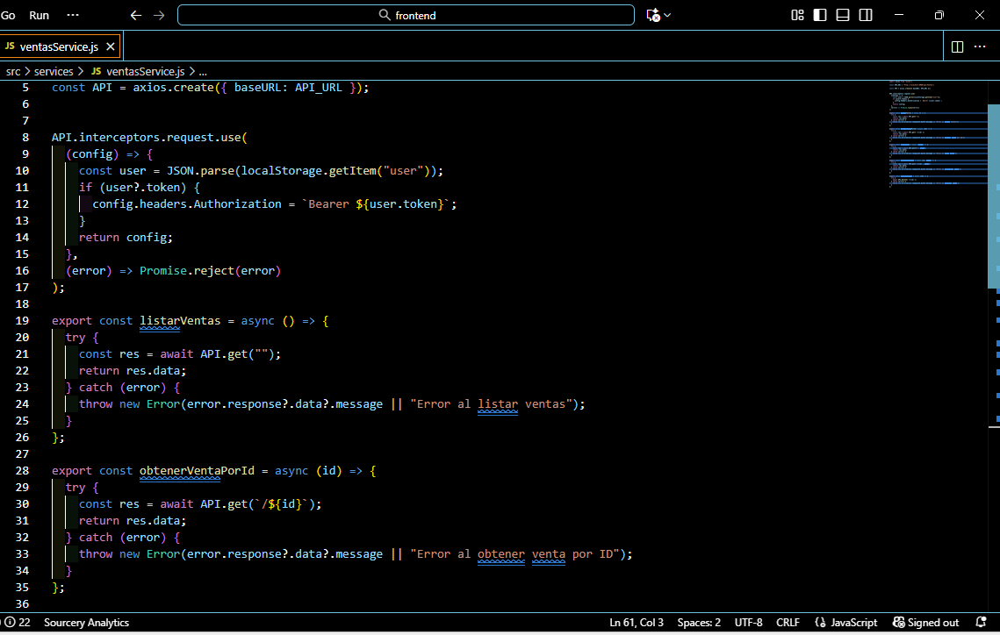 Go Run ··· ← → frontend
JS ventasService.js ×
src > services > JS ventasService.js > ...
5 const API = axios.create({ baseURL: API_URL });
6
7
8 API.interceptors.request.use(
9 (config) => {
10 const user = JSON.parse(localStorage.getItem("user"));
11 if (user?.token) {
12 config.headers.Authorization = `Bearer ${user.token}`;
13 }
14 return config;
15 },
16 (error) => Promise.reject(error)
17 );
18
19 export const listarVentas = async () => {
20 try {
21 const res = await API.get("");
22 return res.data;
23 } catch (error) {
24 throw new Error(error.response?.data?.message || "Error al listar ventas");
25 }
26 };
27
28 export const obtenerVentaPorId = async (id) => {
29 try {
30 const res = await API.get(`/${id}`);
31 return res.data;
32 } catch (error) {
33 throw new Error(error.response?.data?.message || "Error al obtener venta por ID");
34 }
35 };
36
22 Sourcery Analytics Ln 61, Col 3 Spaces: 2 UTF-8 CRLF {} JavaScript Signed out